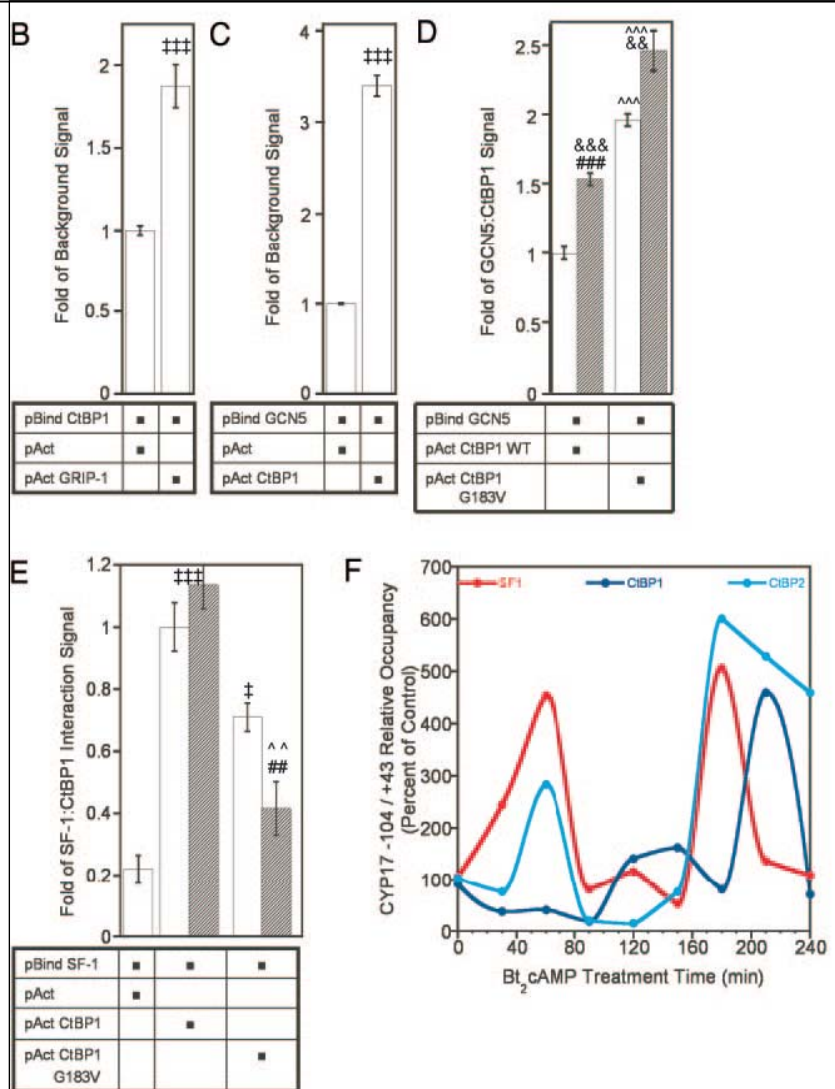 B
Fold of Background Signal
2
1.5
1
0.5
0
‡‡‡
pBind CtBP1 ■ ■
pAct ■
pAct GRIP-1 ■
C
Fold of Background Signal
4
3
2
1
0
‡‡‡
pBind GCN5 ■ ■
pAct ■
pAct CtBP1 ■
D
Fold of GCN5:CtBP1 Signal
2.5
2
1.5
1
0.5
0
&&&
###
^^^
^^^
&&
pBind GCN5 ■ ■
pAct CtBP1 WT ■
pAct CtBP1 G183V ■
E
Fold of SF-1:CtBP1 Interaction Signal
1.2
1
0.8
0.6
0.4
0.2
0
‡‡‡
‡
^ ^
##
pBind SF-1 ■ ■ ■
pAct ■
pAct CtBP1 ■
pAct CtBP1 G183V ■
F
CYP17 -104 / +43 Relative Occupancy
(Percent of Control)
700
600
500
400
300
200
100
0
SF1 CtBP1 CtBP2
0 40 80 120 160 200 240
Bt2cAMP Treatment Time (min)